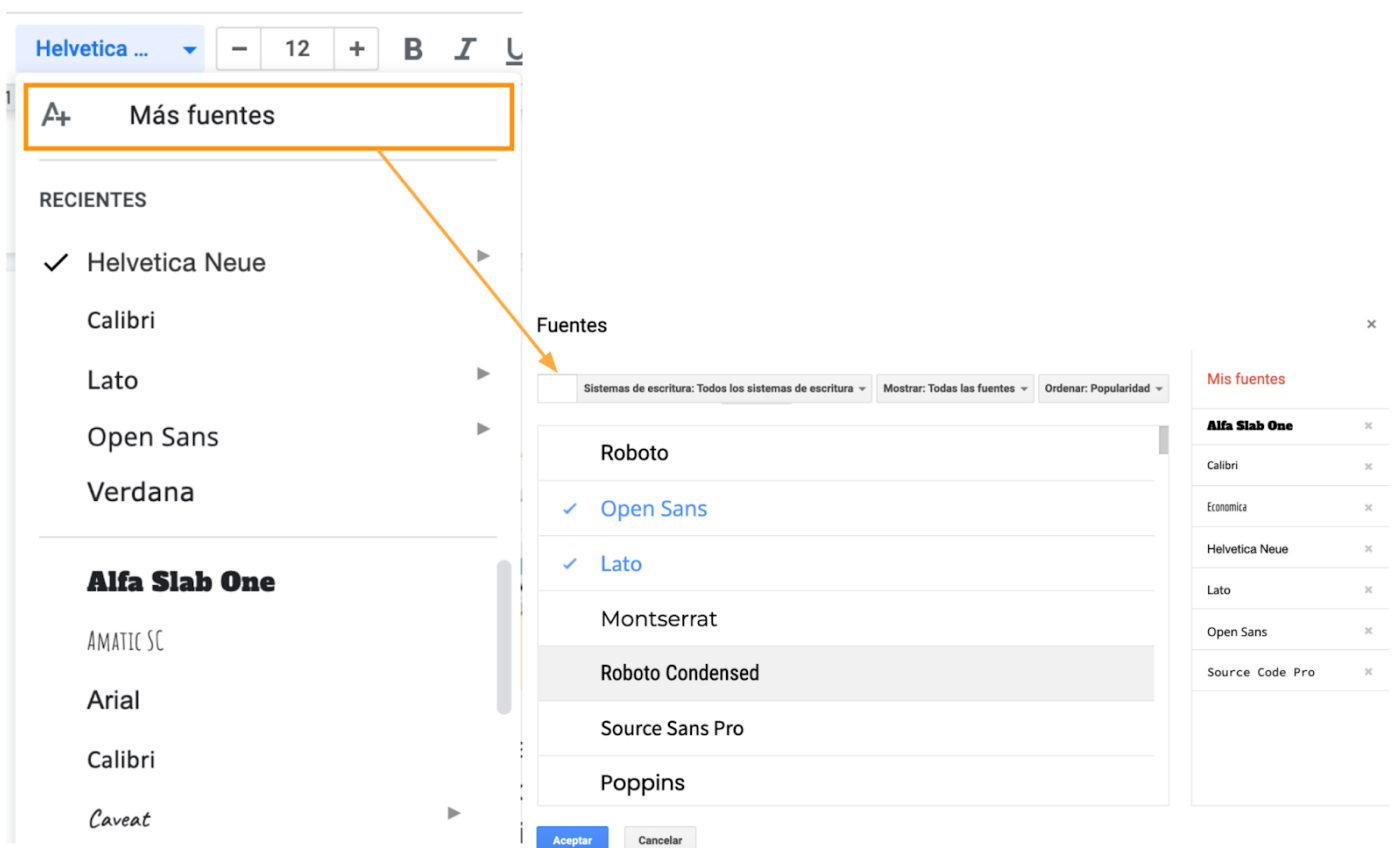 Helvetica ... − 12 + B I U
1
A+ Más fuentes
RECIENTES
Helvetica Neue
Calibri
Lato
Open Sans
Verdana
Alfa Slab One
Amatic SC
Arial
Calibri
Caveat
Fuentes
Sistemas de escritura: Todos los sistemas de escritura Mostrar: Todas las fuentes Ordenar: Popularidad
Roboto
Open Sans
Lato
Montserrat
Roboto Condensed
Source Sans Pro
Poppins
Aceptar Cancelar
Mis fuentes
Alfa Slab One
Calibri
Economica
Helvetica Neue
Lato
Open Sans
Source Code Pro